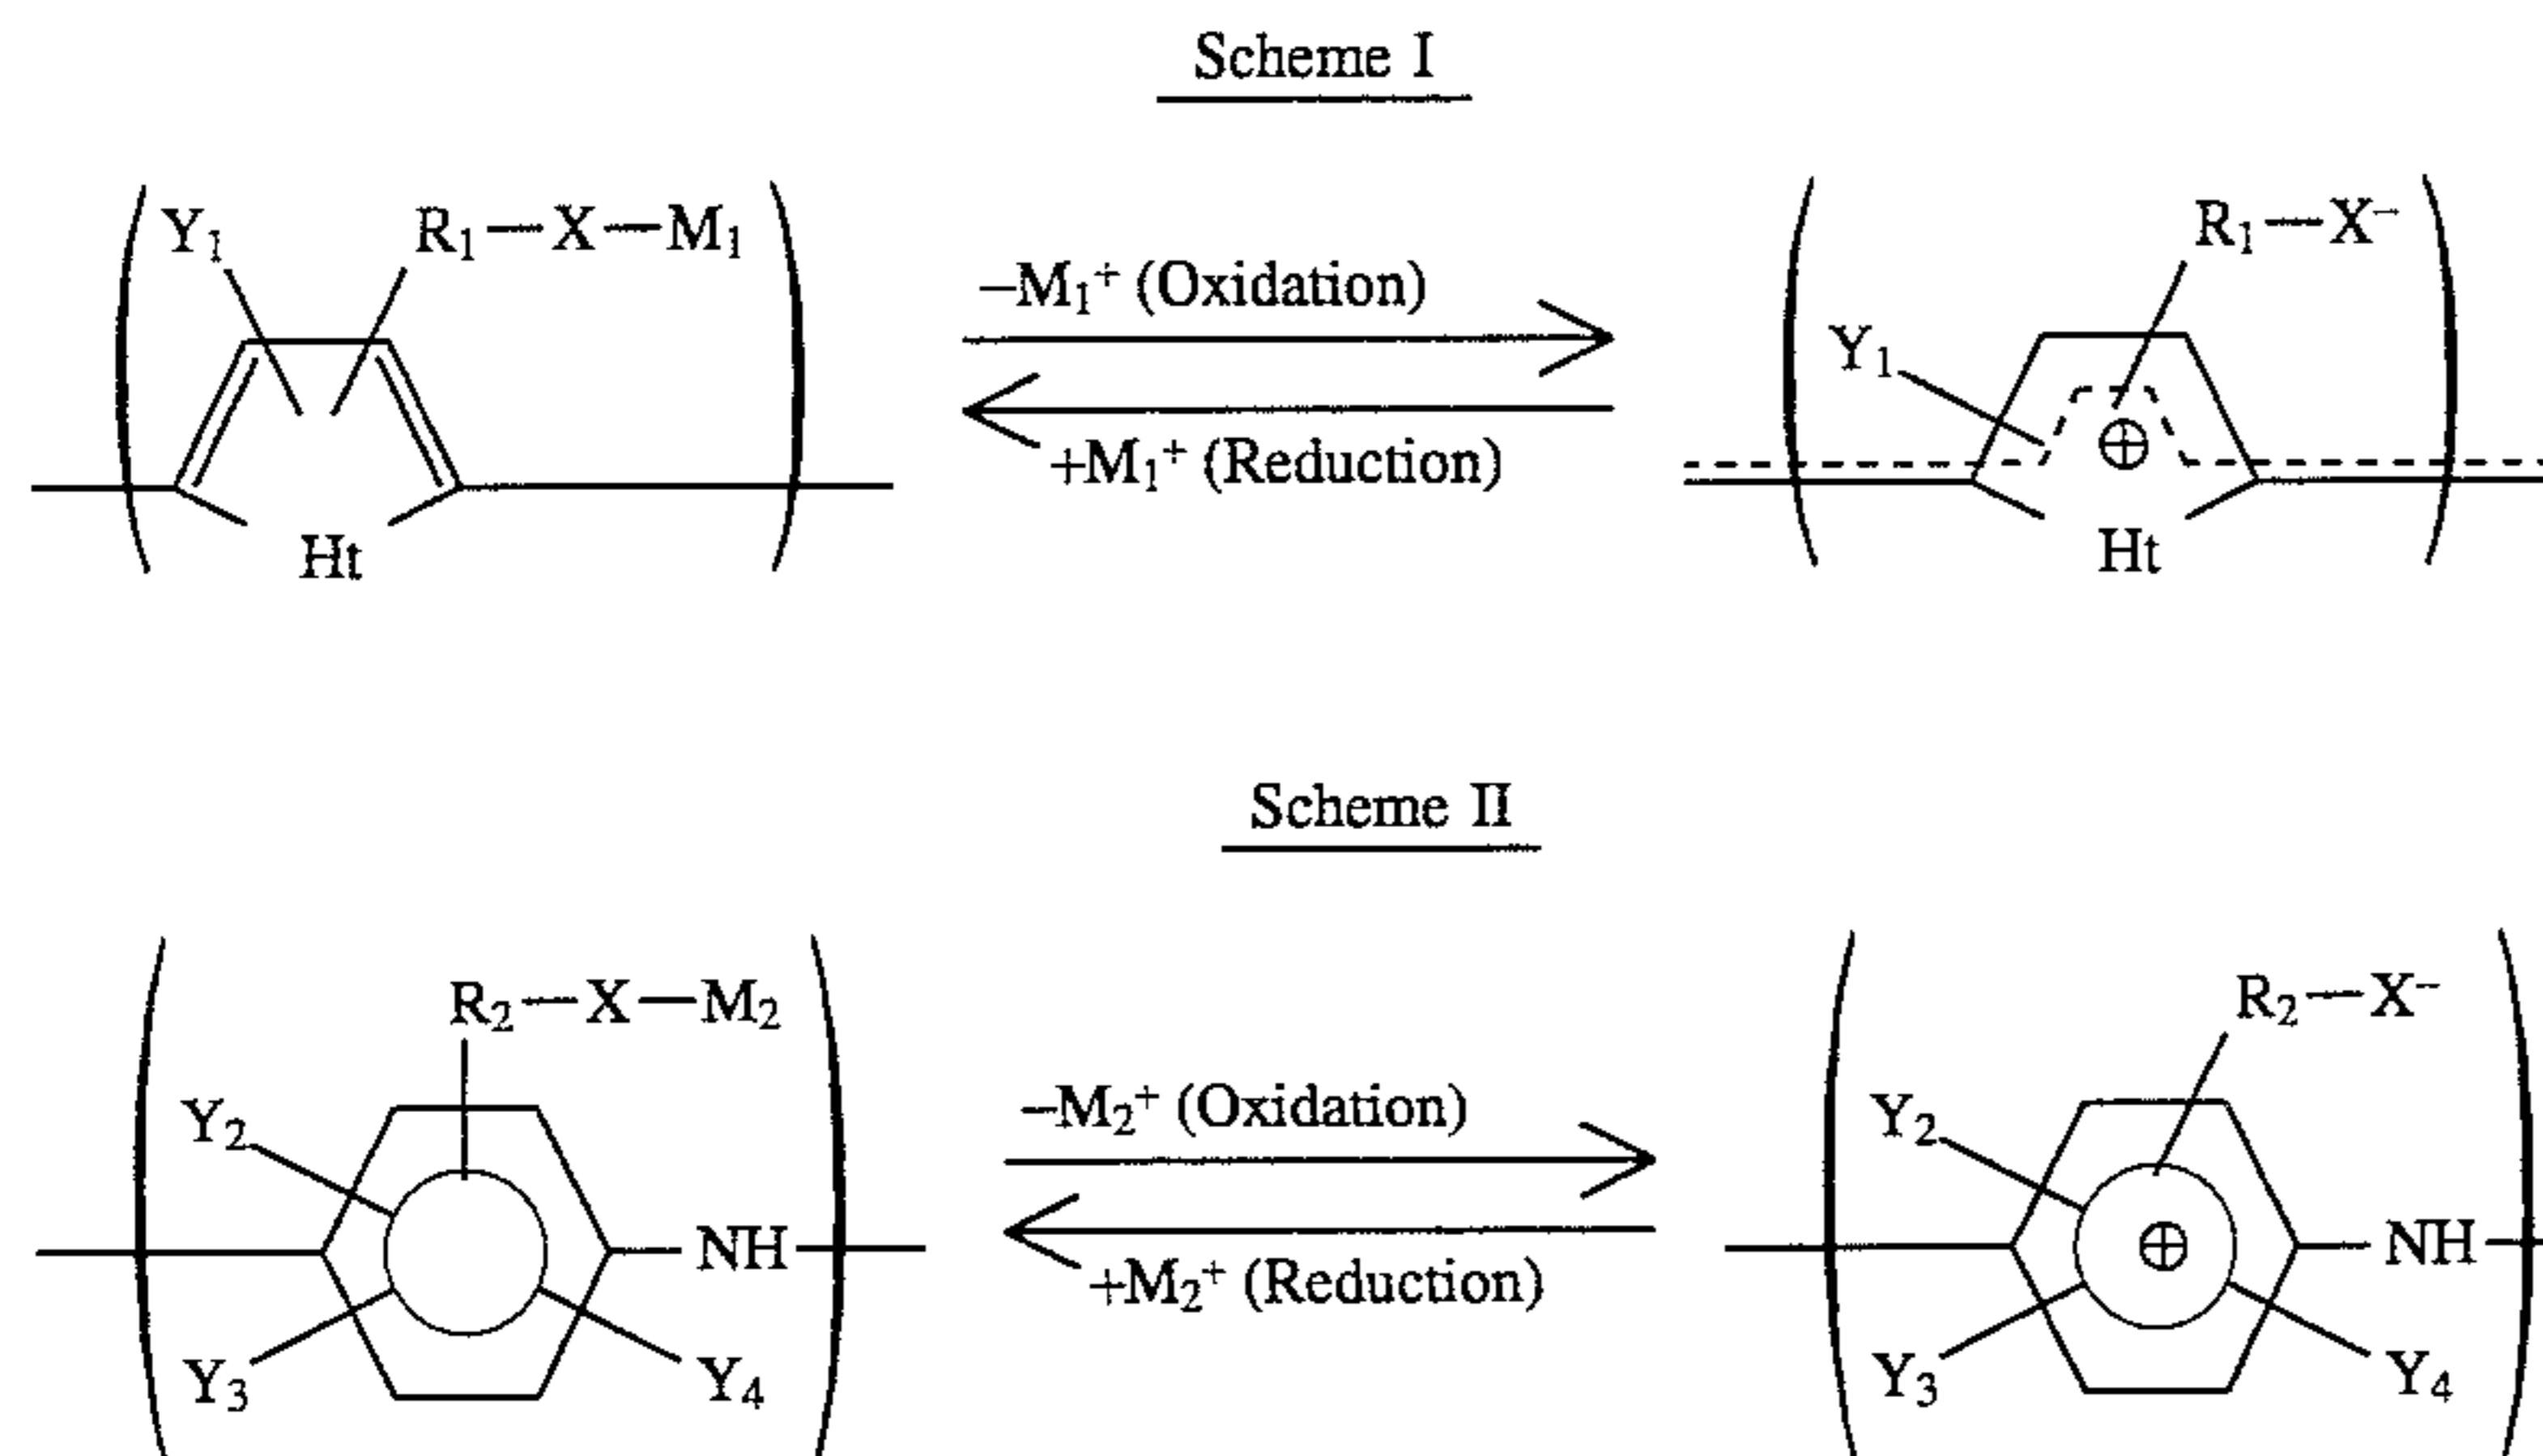 Scheme I
Y₁ R₁—X—M₁
Ht
−M₁⁺ (Oxidation)
+M₁⁺ (Reduction)
R₁—X⁻
Y₁
⊕
Ht
Scheme II
R₂—X—M₂
Y₂
NH
Y₃ Y₄
−M₂⁺ (Oxidation)
+M₂⁺ (Reduction)
R₂—X⁻
Y₂
⊕ NH
Y₃ Y₄